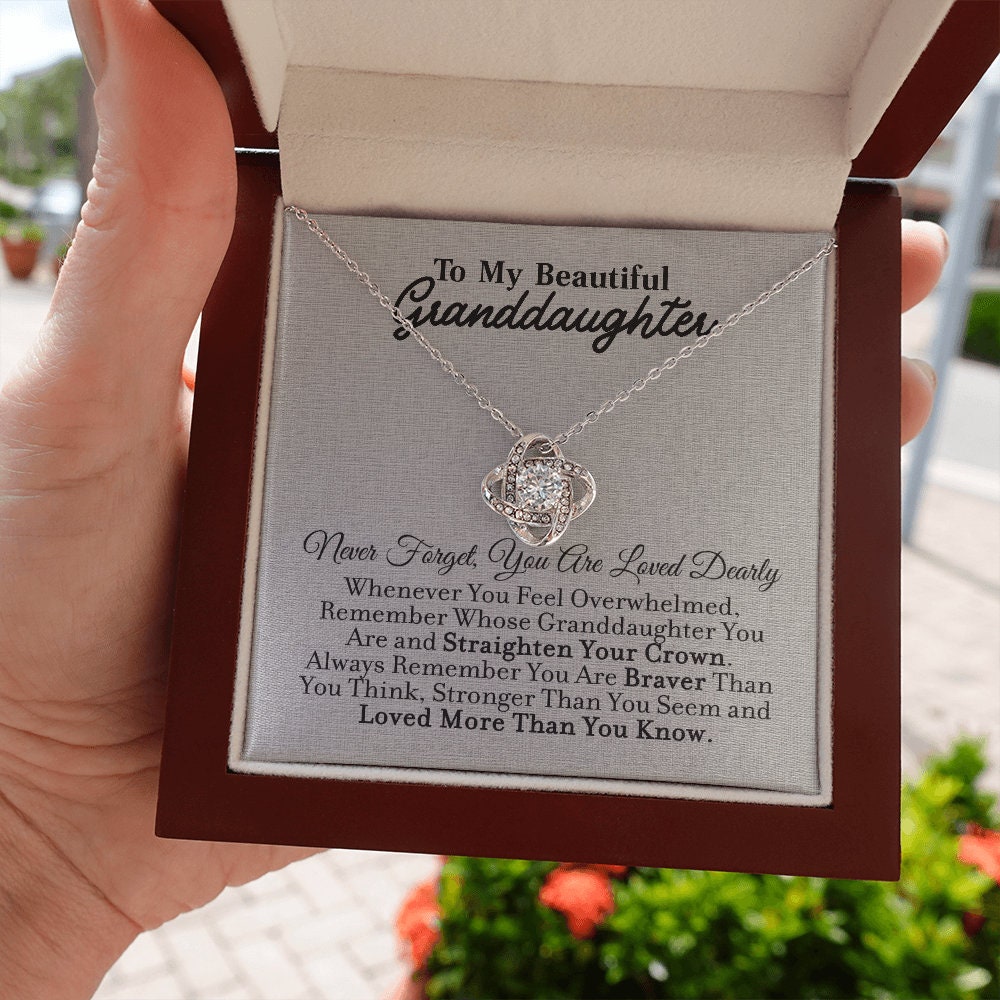 To My Beautiful
Granddaughter
Never Forget, You Are Loved Dearly
Whenever You Feel Overwhelmed,
Remember Whose Granddaughter You
Are and Straighten Your Crown.
Always Remember You Are Braver Than
You Think, Stronger Than You Seem and
Loved More Than You Know.